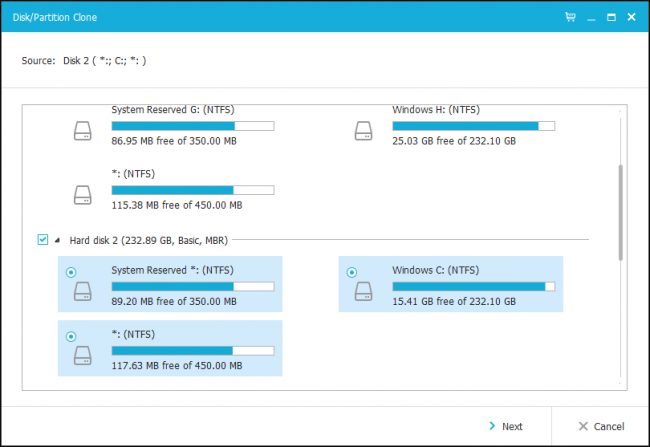 Disk/Partition Clone
Source: Disk 2 ( *:; C:; *: )
System Reserved G: (NTFS)
86.95 MB free of 350.00 MB
Windows H: (NTFS)
25.03 GB free of 232.10 GB
*: (NTFS)
115.38 MB free of 450.00 MB
Hard disk 2 (232.89 GB, Basic, MBR)
System Reserved *: (NTFS)
89.20 MB free of 350.00 MB
Windows C: (NTFS)
15.41 GB free of 232.10 GB
*: (NTFS)
117.63 MB free of 450.00 MB
Next
Cancel